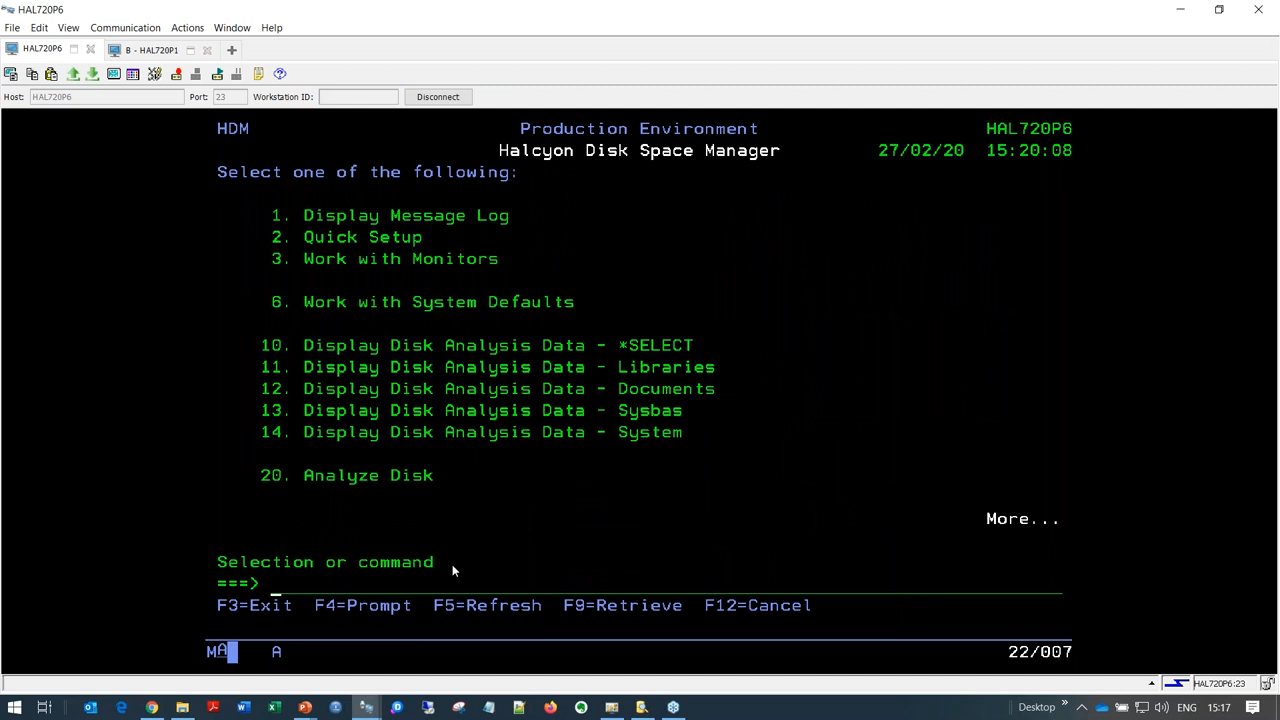 HAL720P6
File Edit View Communication Actions Window Help
HAL720P6 B - HAL720P1
Host: HAL720P6 Port: 23 Workstation ID: Disconnect
HDM Production Environment HAL720P6
Halcyon Disk Space Manager 27/02/20 15:20:08
Select one of the following:
1. Display Message Log
2. Quick Setup
3. Work with Monitors
6. Work with System Defaults
10. Display Disk Analysis Data - *SELECT
11. Display Disk Analysis Data - Libraries
12. Display Disk Analysis Data - Documents
13. Display Disk Analysis Data - Sysbas
14. Display Disk Analysis Data - System
20. Analyze Disk
More...
Selection or command
===>
F3=Exit F4=Prompt F5=Refresh F9=Retrieve F12=Cancel
MA A 22/007
HAL720P6:23
Desktop ENG 15:17